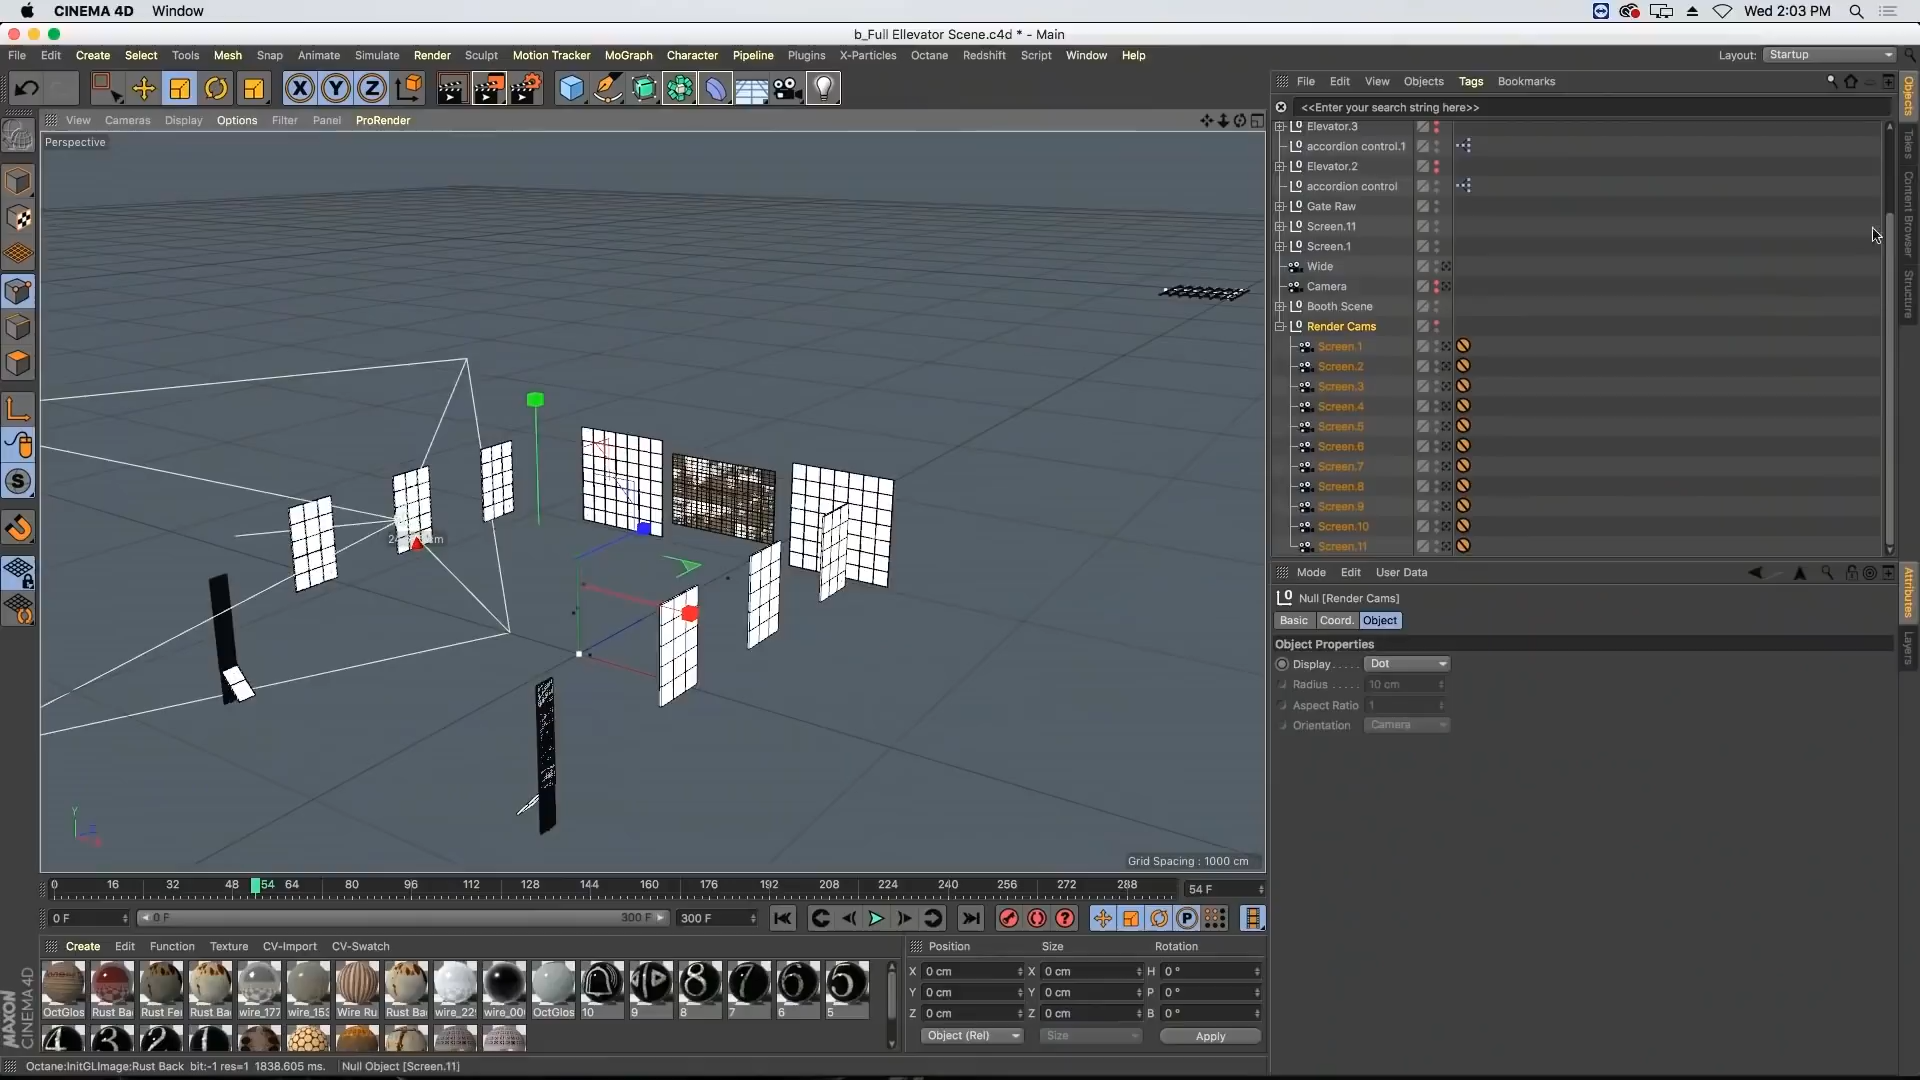 CINEMA 4D Window
Wed 2:03 PM
b_Full Ellevator Scene.c4d * - Main
File Edit Create Select Tools Mesh Snap Animate Simulate Render Sculpt Motion Tracker MoGraph Character Pipeline Plugins X-Particles Octane Redshift Script Window Help
Layout: Startup
X Y Z
File Edit View Objects Tags Bookmarks
<<Enter your search string here>>
View Cameras Display Options Filter Panel ProRender
Perspective
Elevator.3
accordion control.1
Elevator.2
accordion control
Gate Raw
Screen.11
Screen.1
Wide
Camera
Booth Scene
Render Cams
Screen.1
Screen.2
Screen.3
Screen.4
Screen.5
Screen.6
Screen.7
Screen.8
Screen.9
Screen.10
Screen.11
Objects
Takes
Content Browser
Structure
Mode Edit User Data
Null [Render Cams]
Basic Coord. Object
Object Properties
Display Dot
Radius 10 cm
Aspect Ratio 1
Orientation Camera
Attributes
Layers
Grid Spacing : 1000 cm
0 16 32 48 54 64 80 96 112 128 144 160 176 192 208 224 240 256 272 288
54 F
0 F 0 F 300 F 300 F
Create Edit Function Texture CV-Import CV-Swatch
OctGlos Rust Ba Rust Fe Rust Ba wire_177 wire_153 Wire Ru Rust Ba wire_22 wire_00 OctGlos 10 9 8 7 6 5
Position Size Rotation
X 0 cm X 0 cm H 0 °
Y 0 cm Y 0 cm P 0 °
Z 0 cm Z 0 cm B 0 °
Object (Rel) Size Apply
MAXON
CINEMA 4D
Octane:InitGLImage:Rust Back bit:-1 res=1 1838.605 ms. Null Object [Screen.11]